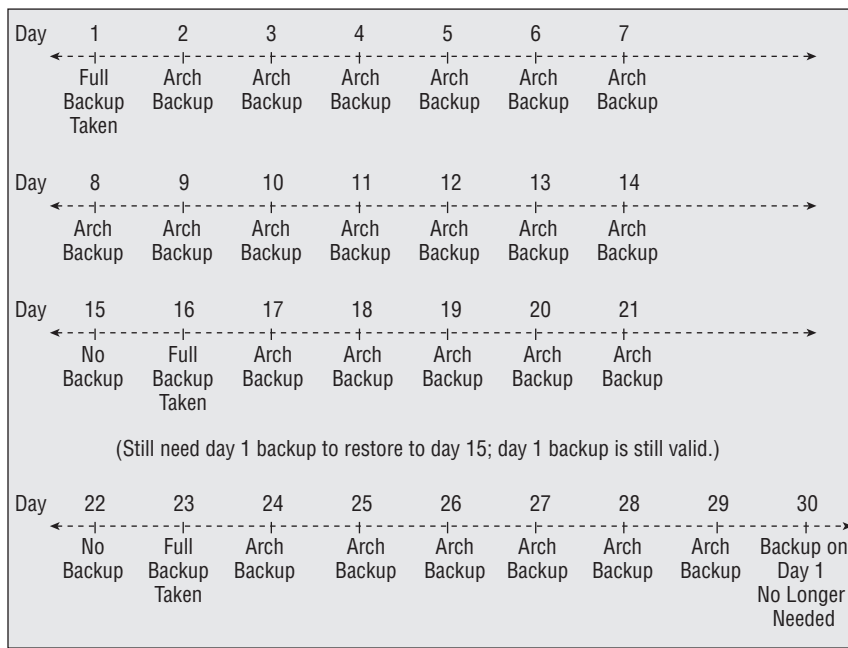 Day 1 2 3 4 5 6 7
Full Arch Arch Arch Arch Arch Arch
Backup Backup Backup Backup Backup Backup Backup
Taken
Day 8 9 10 11 12 13 14
Arch Arch Arch Arch Arch Arch Arch
Backup Backup Backup Backup Backup Backup Backup
Day 15 16 17 18 19 20 21
No Full Arch Arch Arch Arch Arch
Backup Backup Backup Backup Backup Backup Backup
Taken
(Still need day 1 backup to restore to day 15; day 1 backup is still valid.)
Day 22 23 24 25 26 27 28 29 30
No Full Arch Arch Arch Arch Arch Arch Backup on
Backup Backup Backup Backup Backup Backup Backup Backup Day 1
Taken No Longer
Needed